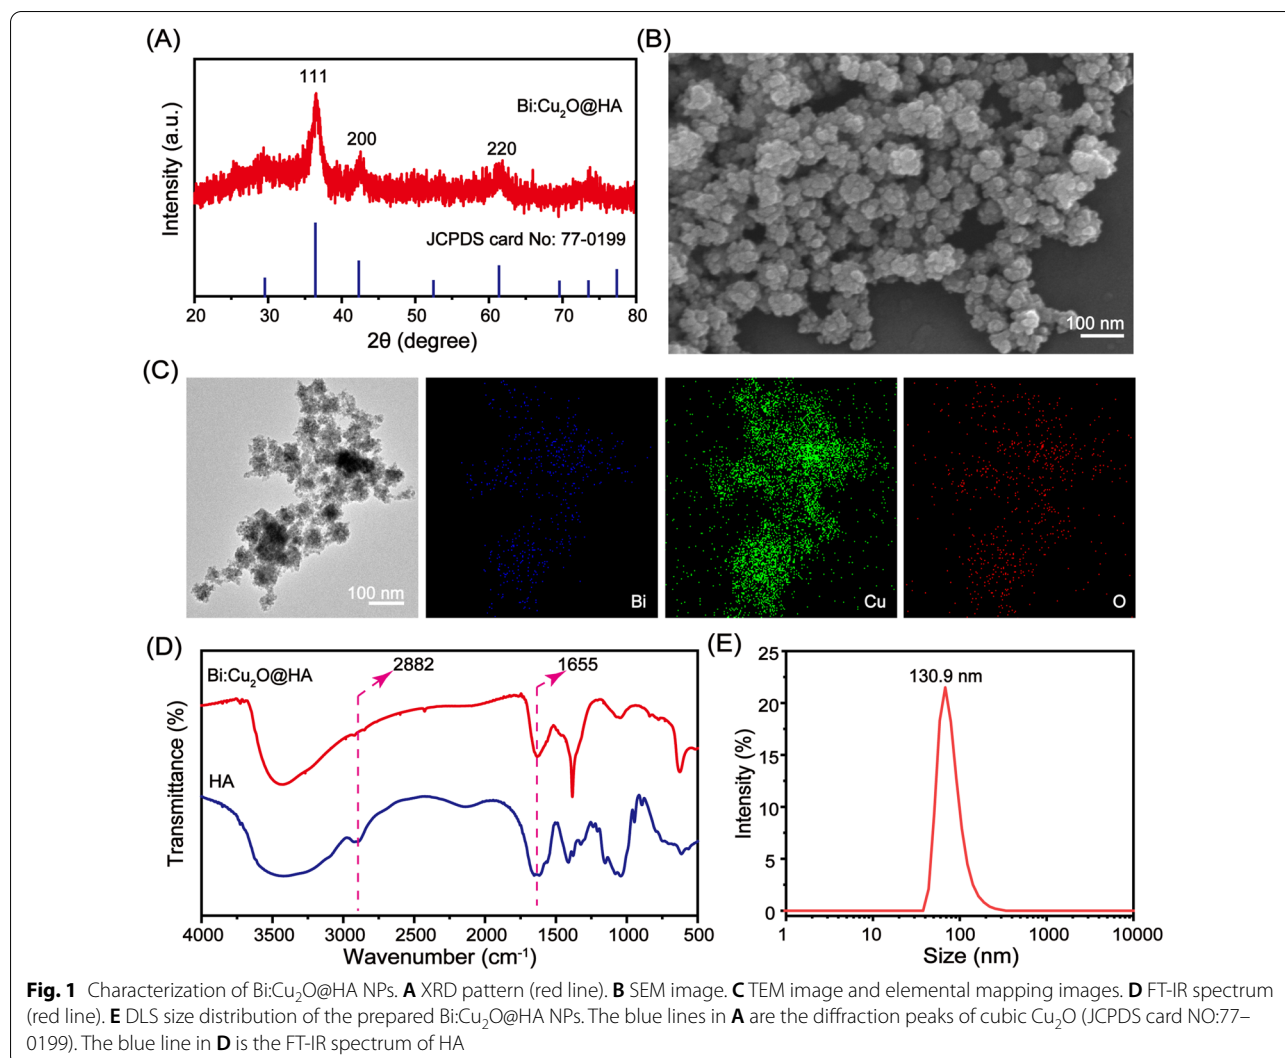 (A)
111
Bi:Cu₂O@HA
200
220
JCPDS card No: 77-0199
Intensity (a.u.)
20 30 40 50 60 70 80
2θ (degree)
(B)
100 nm
(C)
100 nm
Bi
Cu
O
(D)
Bi:Cu₂O@HA
2882
1655
HA
Transmittance (%)
4000 3500 3000 2500 2000 1500 1000 500
Wavenumber (cm⁻¹)
(E)
130.9 nm
25
20
15
10
5
0
Intensity (%)
1 10 100 1000 10000
Size (nm)
Fig. 1 Characterization of Bi:Cu₂O@HA NPs. A XRD pattern (red line). B SEM image. C TEM image and elemental mapping images. D FT-IR spectrum
(red line). E DLS size distribution of the prepared Bi:Cu₂O@HA NPs. The blue lines in A are the diffraction peaks of cubic Cu₂O (JCPDS card NO:77–
0199). The blue line in D is the FT-IR spectrum of HA